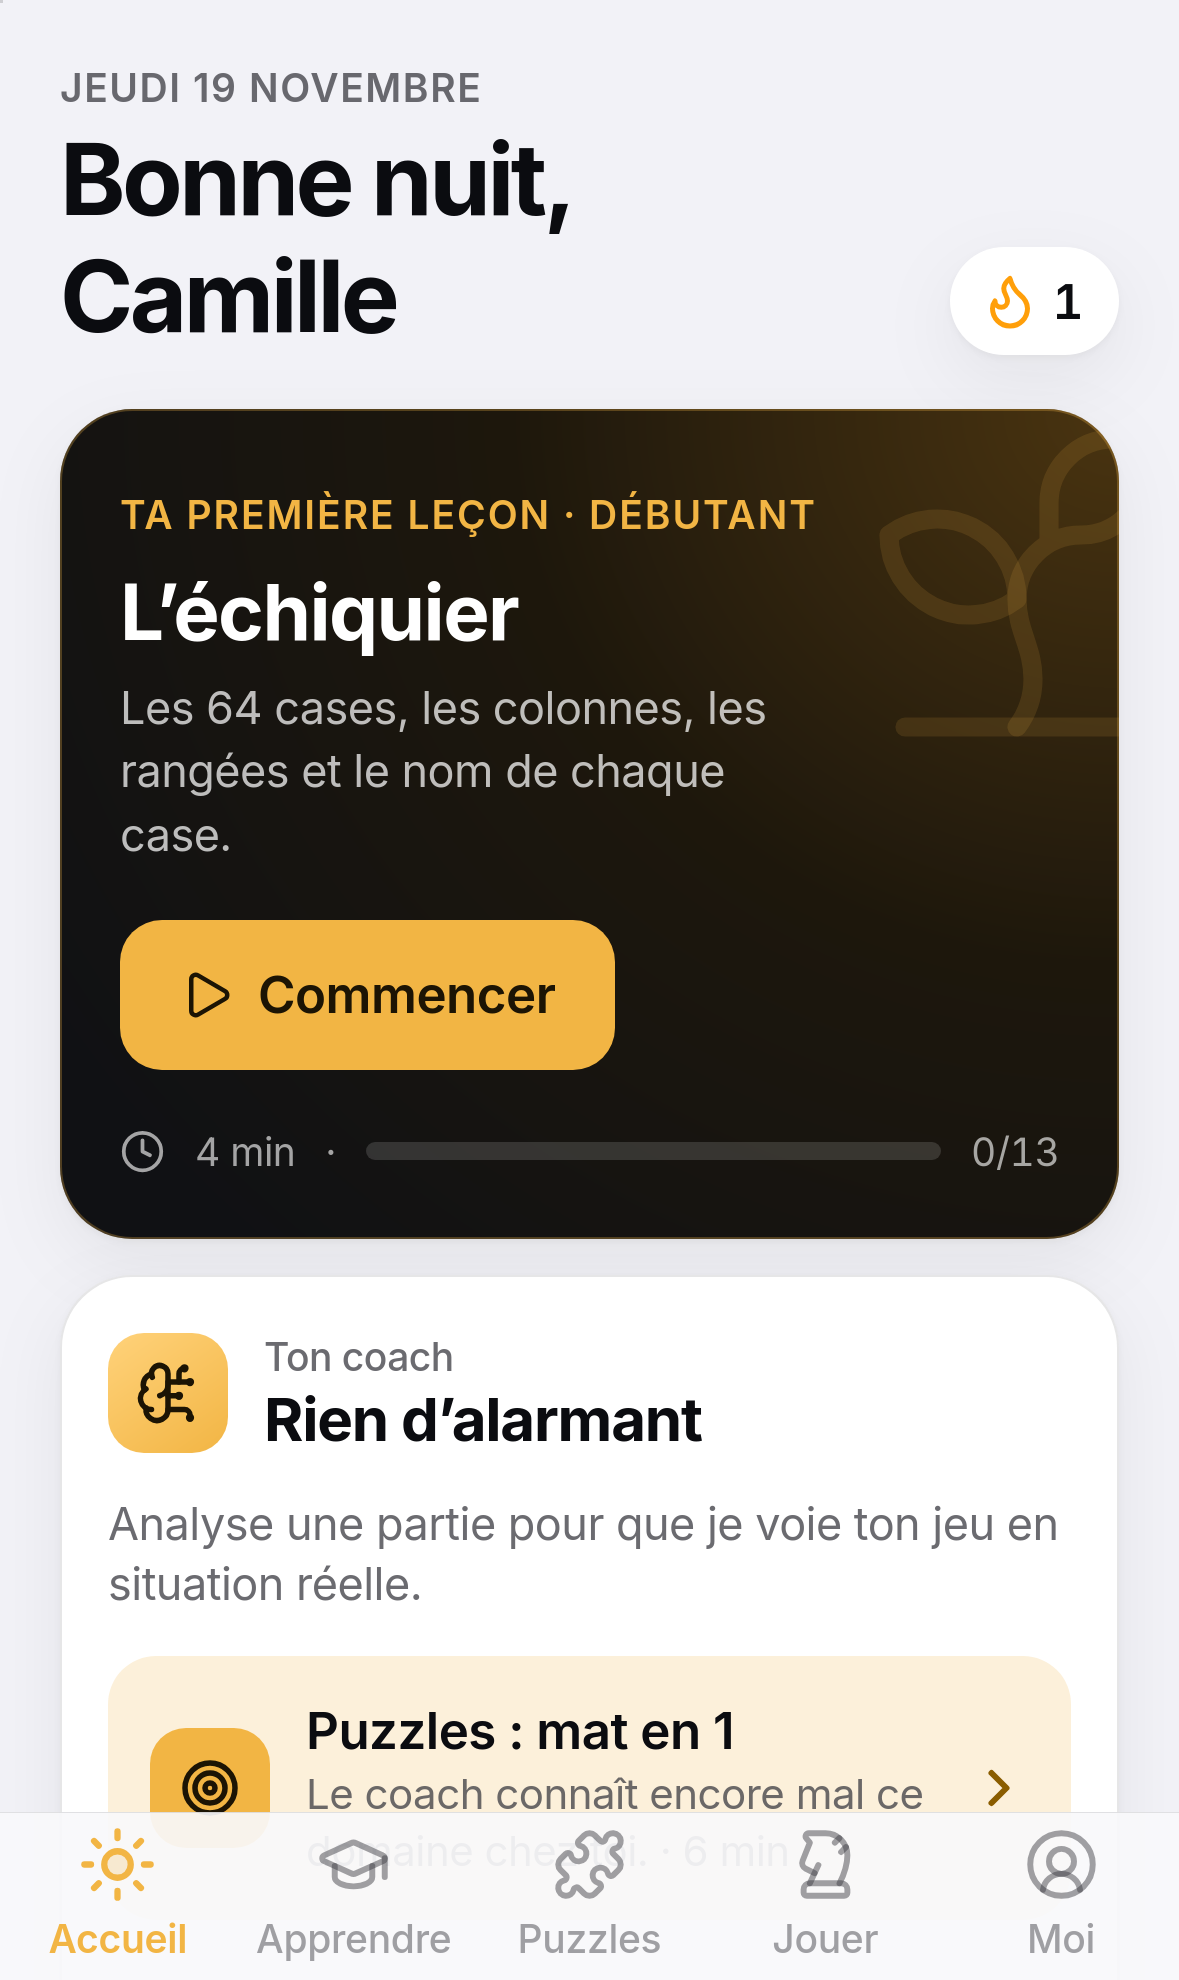 JEUDI 19 NOVEMBRE
Bonne nuit,
Camille
1
TA PREMIÈRE LEÇON · DÉBUTANT
L’échiquier
Les 64 cases, les colonnes, les
rangées et le nom de chaque
case.
Commencer
4 min ·
0/13
Ton coach
Rien d’alarmant
Analyse une partie pour que je voie ton jeu en
situation réelle.
Puzzles : mat en 1
Le coach connaît encore mal ce
domaine chez toi. · 6 min
Accueil
Apprendre
Puzzles
Jouer
Moi